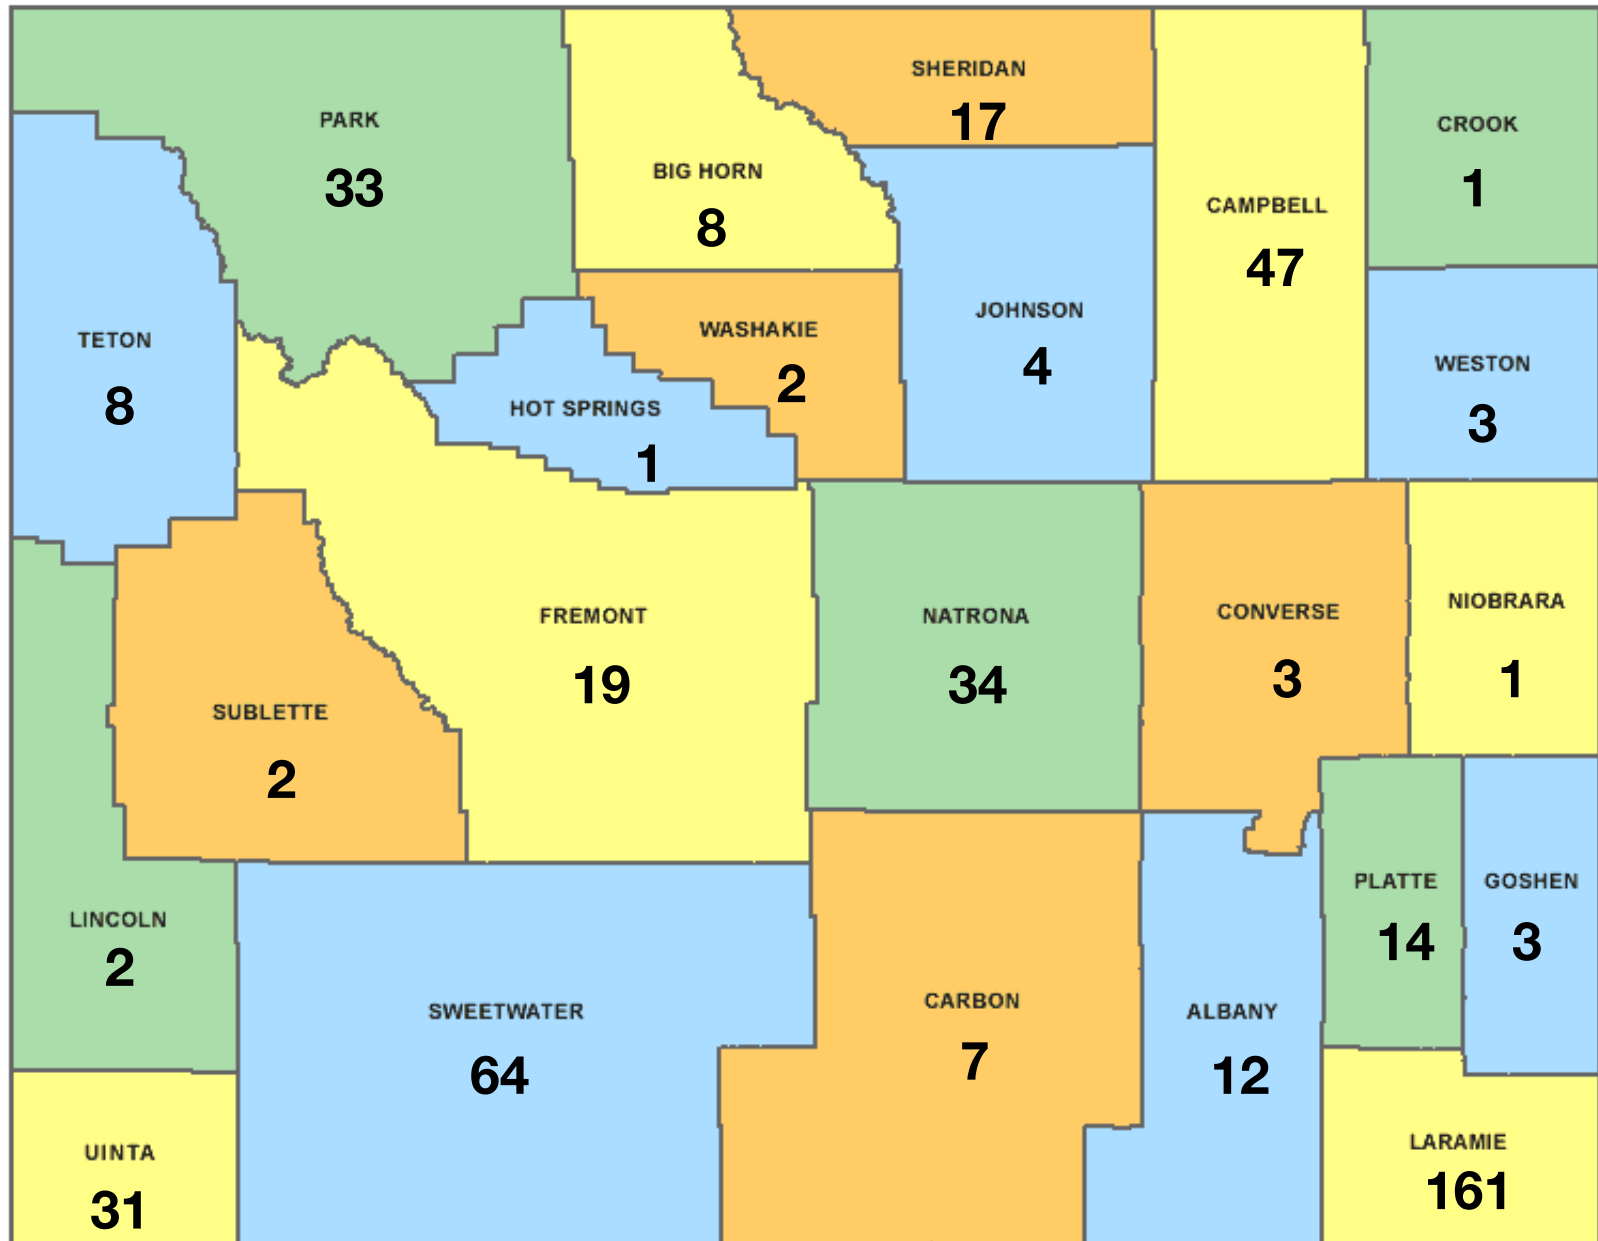 SHERIDAN
17
PARK
33
CROOK
1
BIG HORN
8
CAMPBELL
47
JOHNSON
4
WASHAKIE
2
TETON
8
WESTON
3
HOT SPRINGS
1
FREMONT
19
NATRONA
34
CONVERSE
3
NIOBRARA
1
SUBLETTE
2
PLATTE
14
GOSHEN
3
LINCOLN
2
SWEETWATER
64
CARBON
7
ALBANY
12
UINTA
31
LARAMIE
161